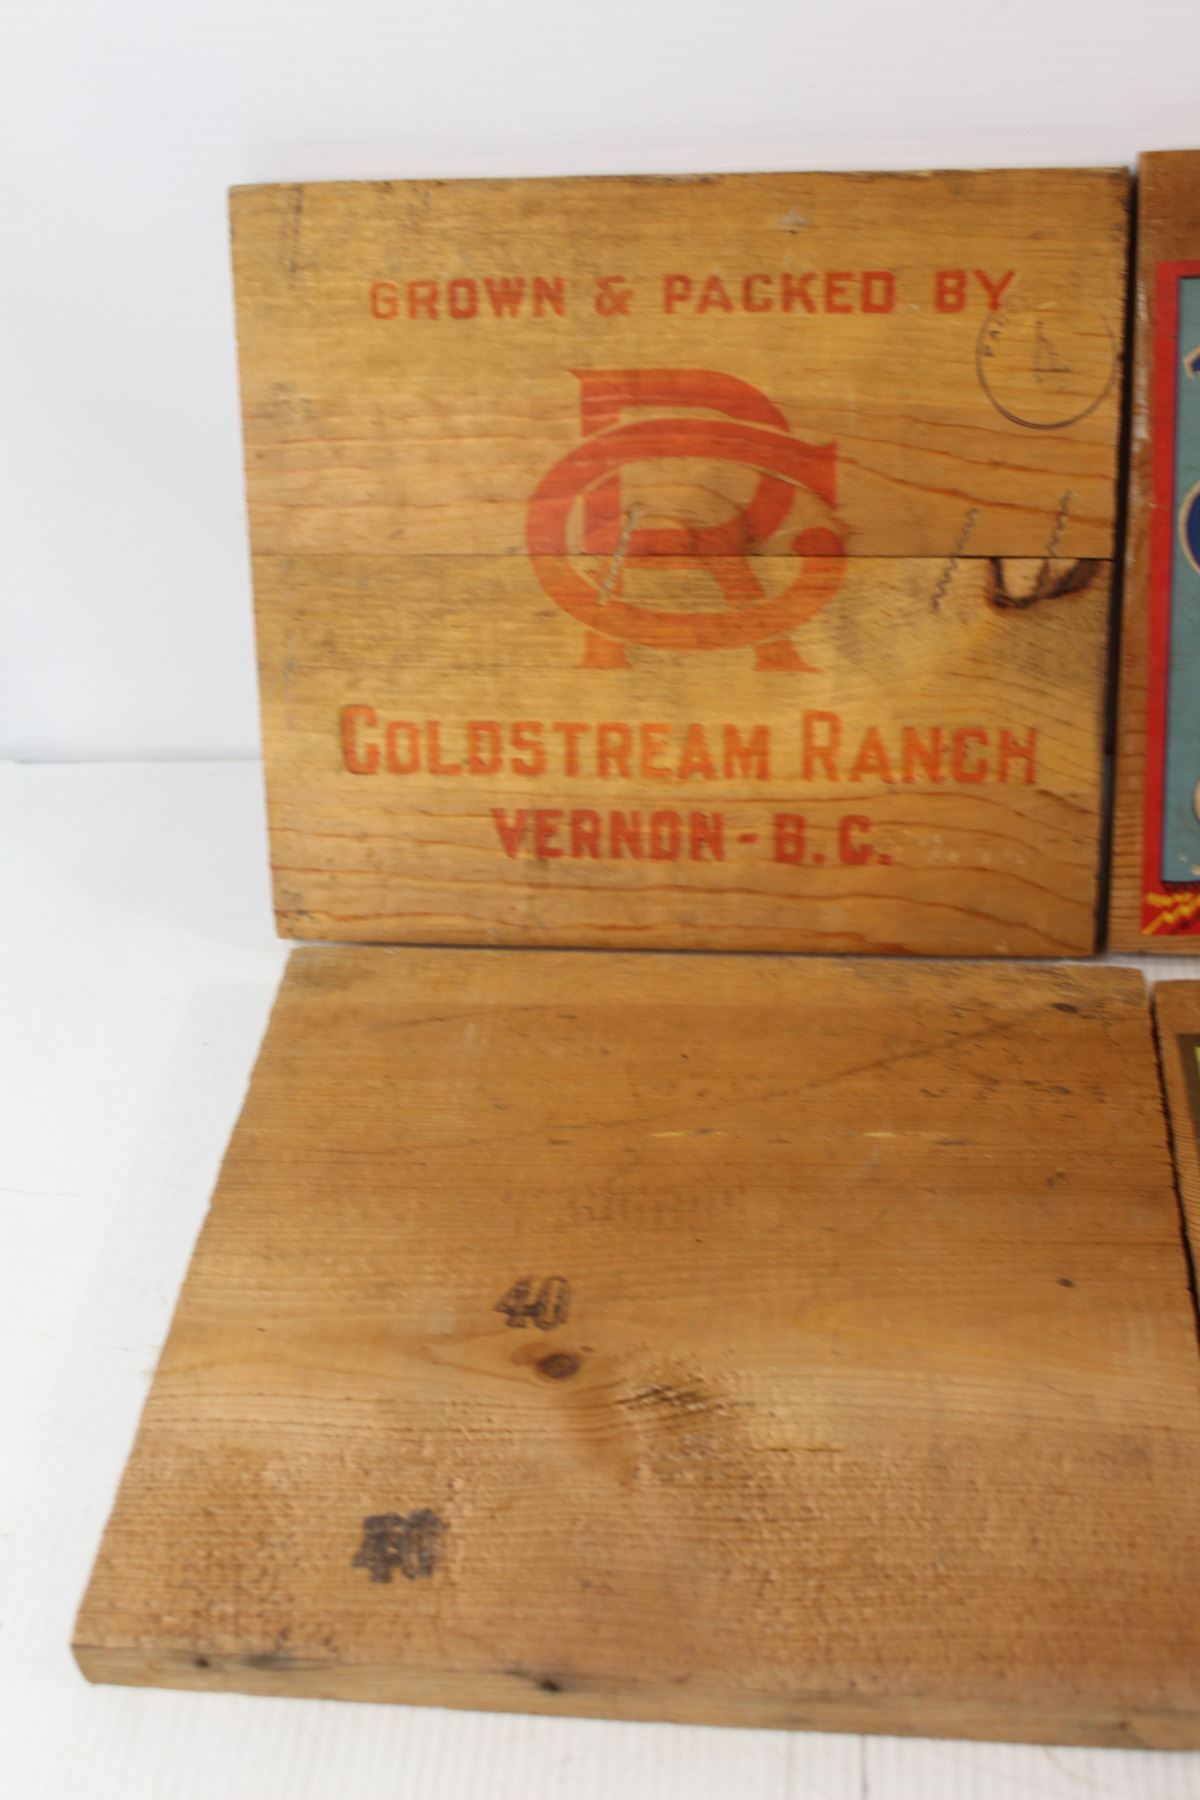 GROWN & PACKED BY
CR
COLDSTREAM RANCH
VERNON - B.C.
40
40